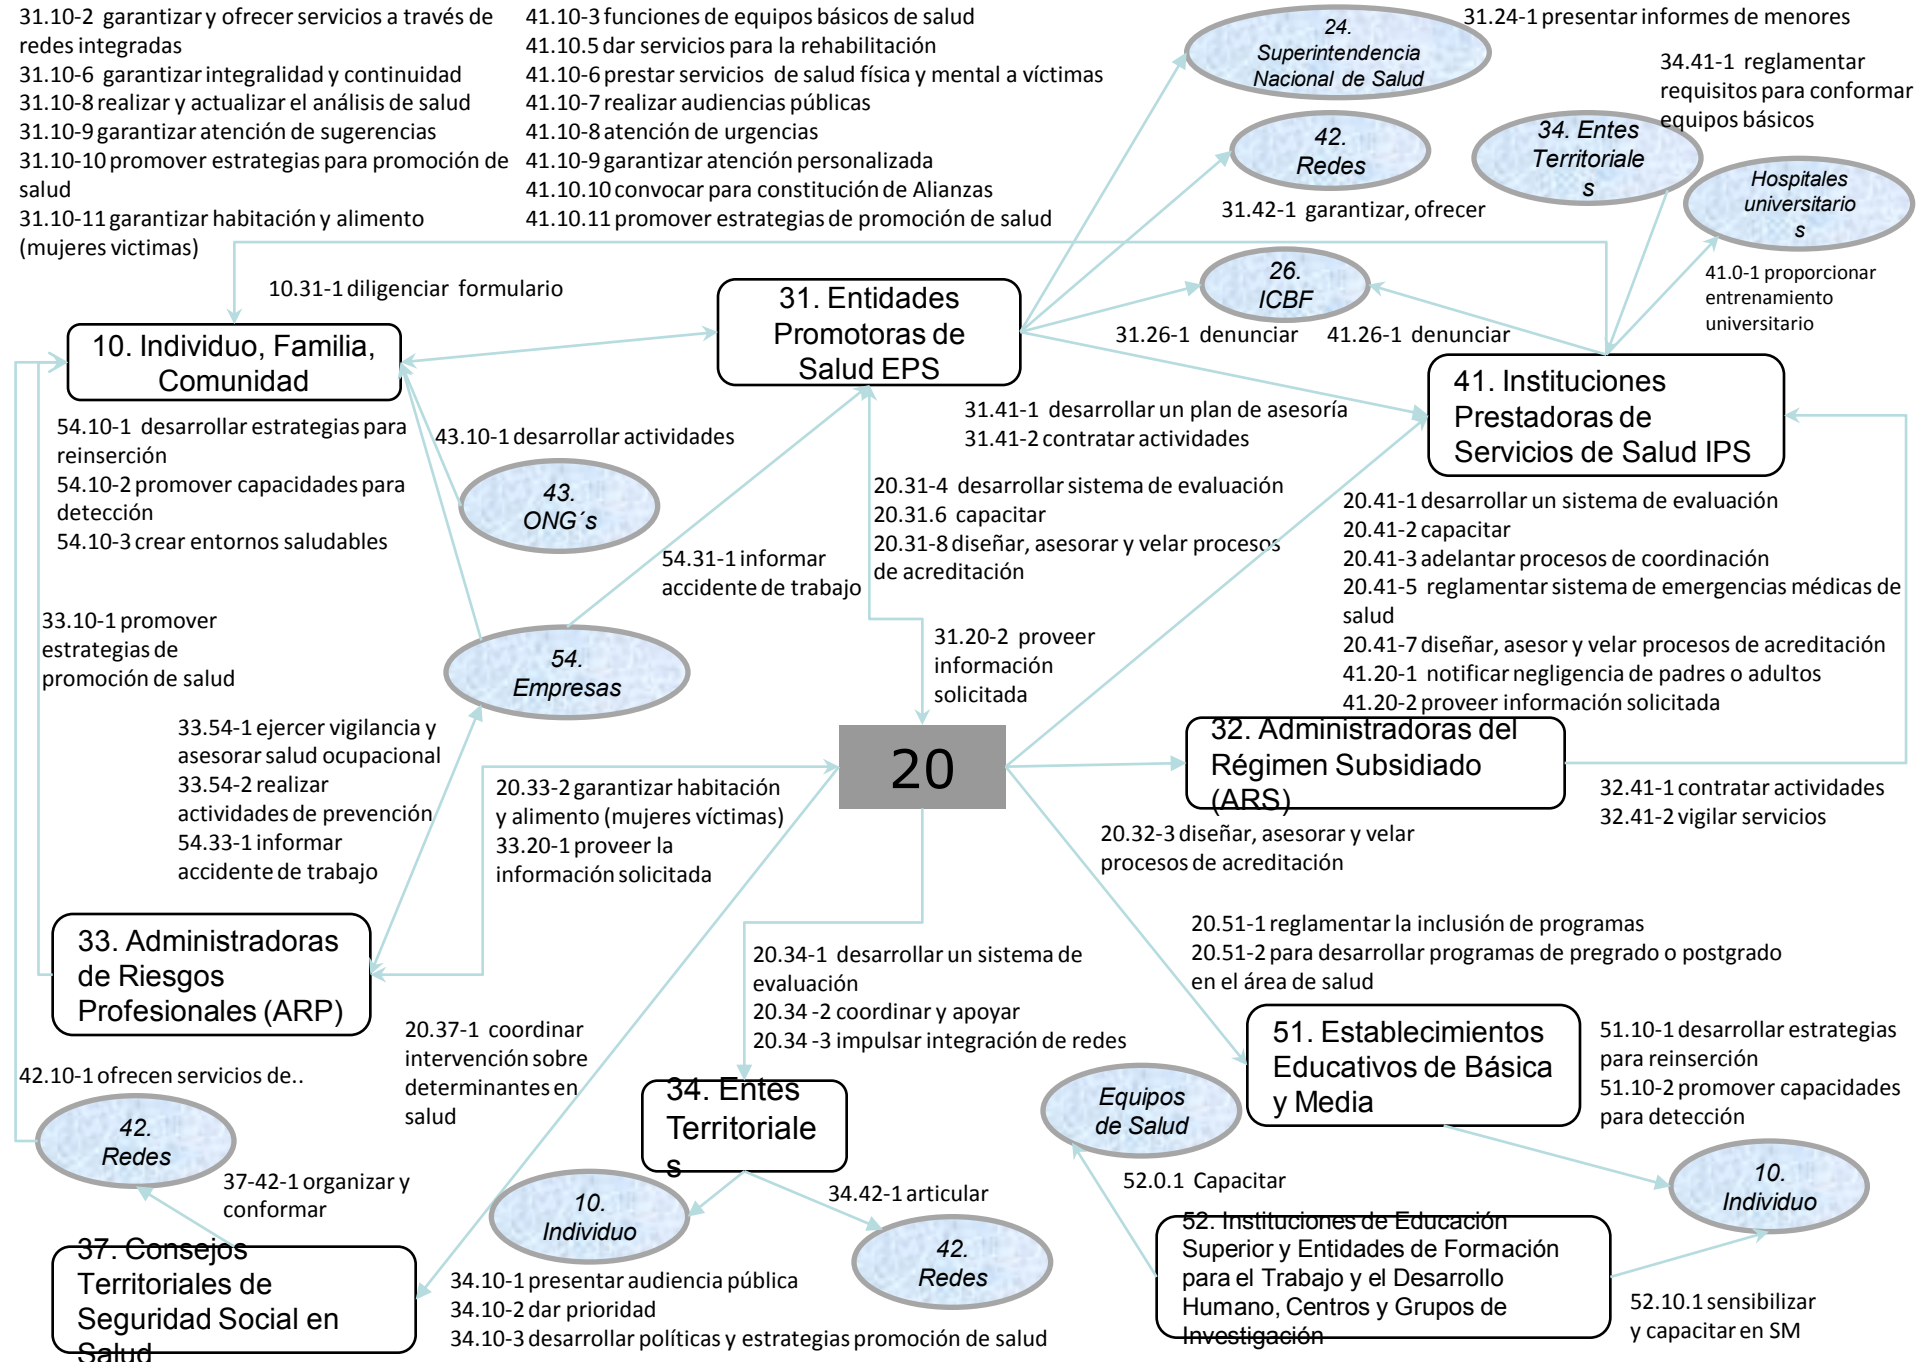 31.10-2 garantizar y ofrecer servicios a través de
redes integradas
31.10-6 garantizar integralidad y continuidad
31.10-8 realizar y actualizar el análisis de salud
31.10-9 garantizar atención de sugerencias
31.10-10 promover estrategias para promoción de
salud
31.10-11 garantizar habitación y alimento
(mujeres victimas)
41.10-3 funciones de equipos básicos de salud
41.10.5 dar servicios para la rehabilitación
41.10-6 prestar servicios de salud física y mental a víctimas
41.10-7 realizar audiencias públicas
41.10-8 atención de urgencias
41.10-9 garantizar atención personalizada
41.10.10 convocar para constitución de Alianzas
41.10.11 promover estrategias de promoción de salud
24.
Superintendencia
Nacional de Salud
31.24-1 presentar informes de menores
34.41-1 reglamentar
requisitos para conformar
equipos básicos
42.
Redes
34. Entes
Territoriale
s
Hospitales
universitario
s
31.42-1 garantizar, ofrecer
10.31-1 diligenciar formulario
31. Entidades
Promotoras de
Salud EPS
26.
ICBF
41.0-1 proporcionar
entrenamiento
universitario
31.26-1 denunciar
41.26-1 denunciar
10. Individuo, Familia,
Comunidad
41. Instituciones
Prestadoras de
Servicios de Salud IPS
54.10-1 desarrollar estrategias para
reinserción
54.10-2 promover capacidades para
detección
54.10-3 crear entornos saludables
43.10-1 desarrollar actividades
31.41-1 desarrollar un plan de asesoría
31.41-2 contratar actividades
43.
ONG´s
20.31-4 desarrollar sistema de evaluación
20.31.6 capacitar
20.31-8 diseñar, asesorar y velar procesos
de acreditación
20.41-1 desarrollar un sistema de evaluación
20.41-2 capacitar
20.41-3 adelantar procesos de coordinación
20.41-5 reglamentar sistema de emergencias médicas de
salud
20.41-7 diseñar, asesor y velar procesos de acreditación
41.20-1 notificar negligencia de padres o adultos
41.20-2 proveer información solicitada
54.31-1 informar
accidente de trabajo
33.10-1 promover
estrategias de
promoción de salud
54.
Empresas
31.20-2 proveer
información
solicitada
33.54-1 ejercer vigilancia y
asesorar salud ocupacional
33.54-2 realizar
actividades de prevención
54.33-1 informar
accidente de trabajo
20.33-2 garantizar habitación
y alimento (mujeres víctimas)
33.20-1 proveer la
información solicitada
20
32. Administradoras del
Régimen Subsidiado
(ARS)
32.41-1 contratar actividades
32.41-2 vigilar servicios
20.32-3 diseñar, asesorar y velar
procesos de acreditación
33. Administradoras
de Riesgos
Profesionales (ARP)
20.34-1 desarrollar un sistema de
evaluación
20.34 -2 coordinar y apoyar
20.34 -3 impulsar integración de redes
20.51-1 reglamentar la inclusión de programas
20.51-2 para desarrollar programas de pregrado o postgrado
en el área de salud
20.37-1 coordinar
intervención sobre
determinantes en
salud
51. Establecimientos
Educativos de Básica
y Media
51.10-1 desarrollar estrategias
para reinserción
51.10-2 promover capacidades
para detección
42.10-1 ofrecen servicios de..
42.
Redes
34. Entes
Territoriale
s
Equipos
de Salud
37-42-1 organizar y
conformar
10.
Individuo
34.42-1 articular
42.
Redes
52.0.1 Capacitar
10.
Individuo
37. Consejos
Territoriales de
Seguridad Social en
Salud
34.10-1 presentar audiencia pública
34.10-2 dar prioridad
34.10-3 desarrollar políticas y estrategias promoción de salud
52. Instituciones de Educación
Superior y Entidades de Formación
para el Trabajo y el Desarrollo
Humano, Centros y Grupos de
Investigación
52.10.1 sensibilizar
y capacitar en SM